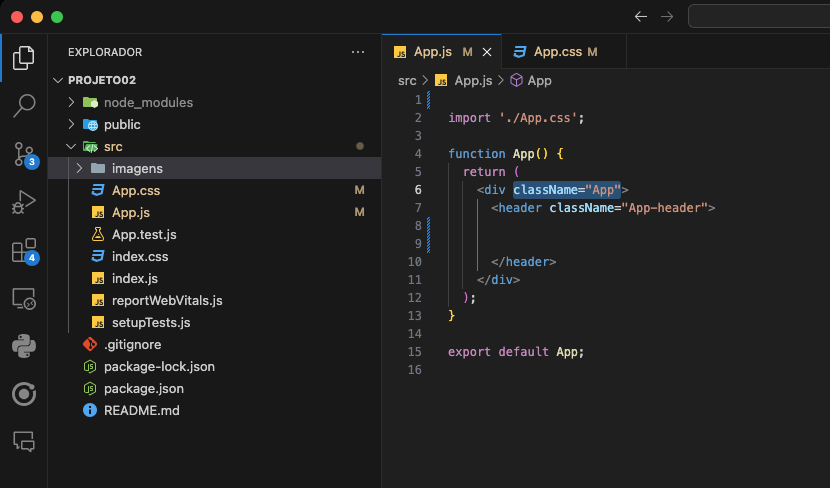 EXPLORADOR ...
PROJETO02
node_modules
public
src
imagens
App.css M
App.js M
App.test.js
index.css
index.js
reportWebVitals.js
setupTests.js
.gitignore
package-lock.json
package.json
README.md
3
4
App.js M
App.css M
src > App.js > App
1
2 import './App.css';
3
4 function App() {
5 return (
6 <div className="App">
7 <header className="App-header">
8
9
10 </header>
11 </div>
12 );
13 }
14
15 export default App;
16